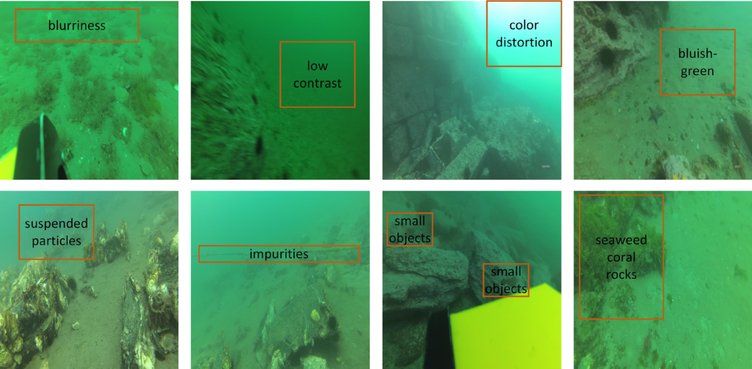 blurriness
low
contrast
color
distortion
bluish-
green
suspended
particles
impurities
small
objects
small
objects
seaweed
coral
rocks